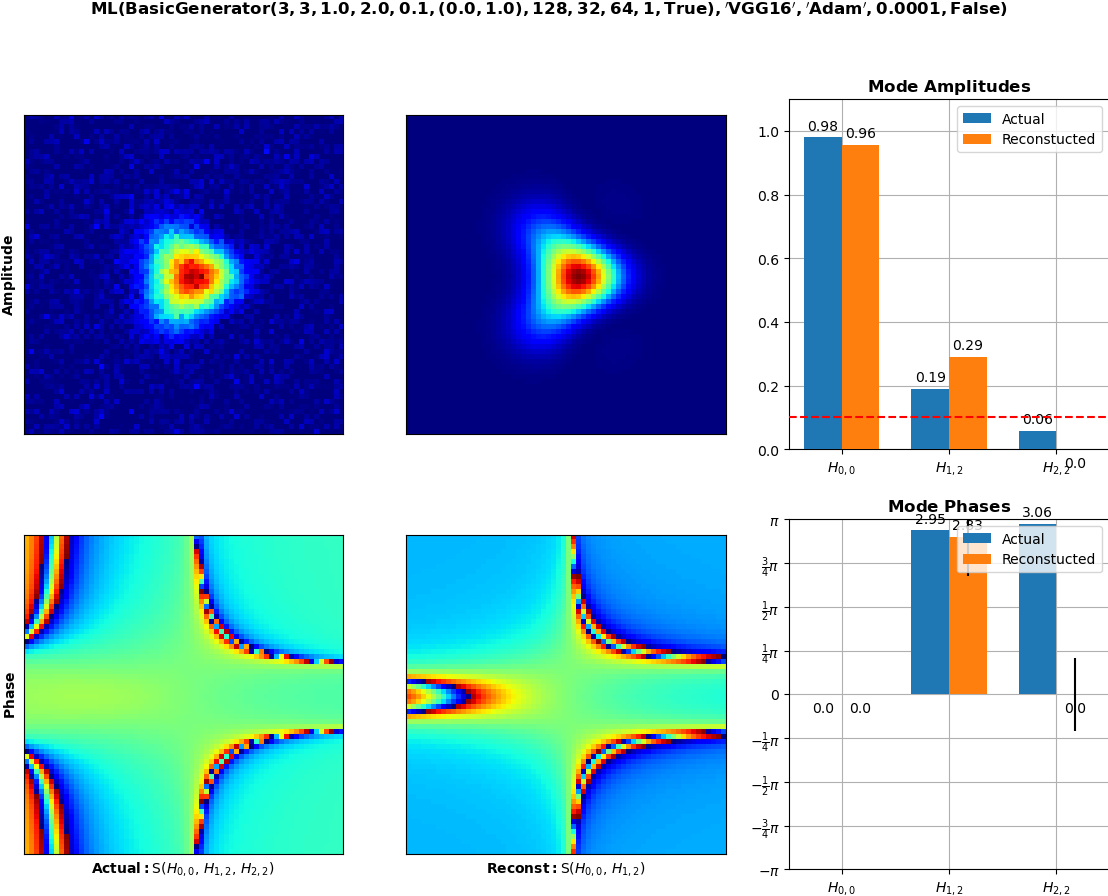 ML(BasicGenerator(3, 3, 1.0, 2.0, 0.1, (0.0, 1.0), 128, 32, 64, 1, True), ′VGG16′, ′Adam′, 0.0001, False)
Amplitude
Mode Amplitudes
Actual
Reconstucted
1.0
0.8
0.6
0.4
0.2
0.0
0.98
0.96
0.19
0.29
0.06
0.0
H0,0
H1,2
H2,2
Phase
Actual: S(H0,0, H1,2, H2,2)
Reconst: S(H0,0, H1,2)
Mode Phases
Actual
Reconstucted
π
3/4π
1/2π
1/4π
0
−1/4π
−1/2π
−3/4π
−π
0.0
0.0
2.95
2.83
3.06
0.0
H0,0
H1,2
H2,2